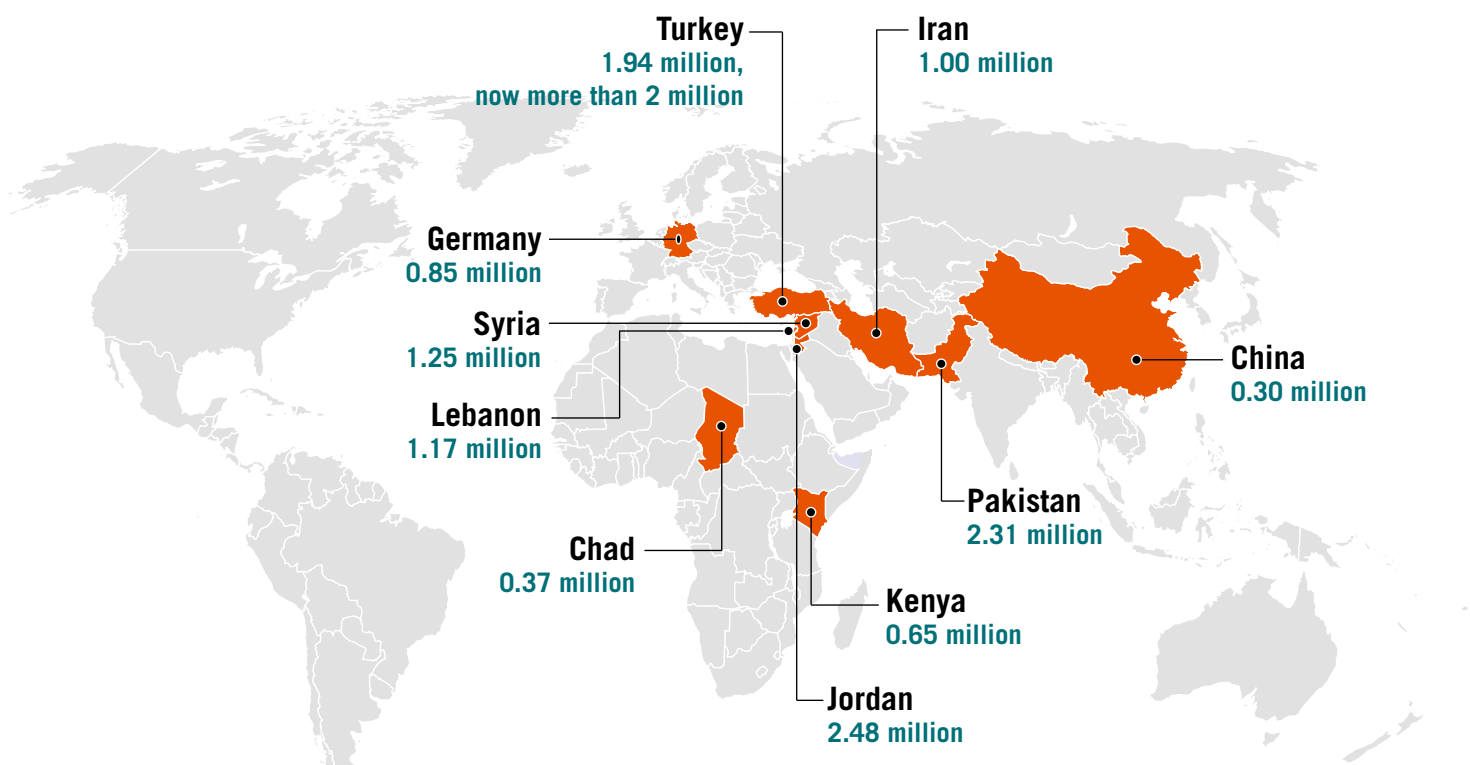 Turkey
1.94 million,
now more than 2 million
Iran
1.00 million
Germany
0.85 million
Syria
1.25 million
Lebanon
1.17 million
China
0.30 million
Pakistan
2.31 million
Chad
0.37 million
Kenya
0.65 million
Jordan
2.48 million